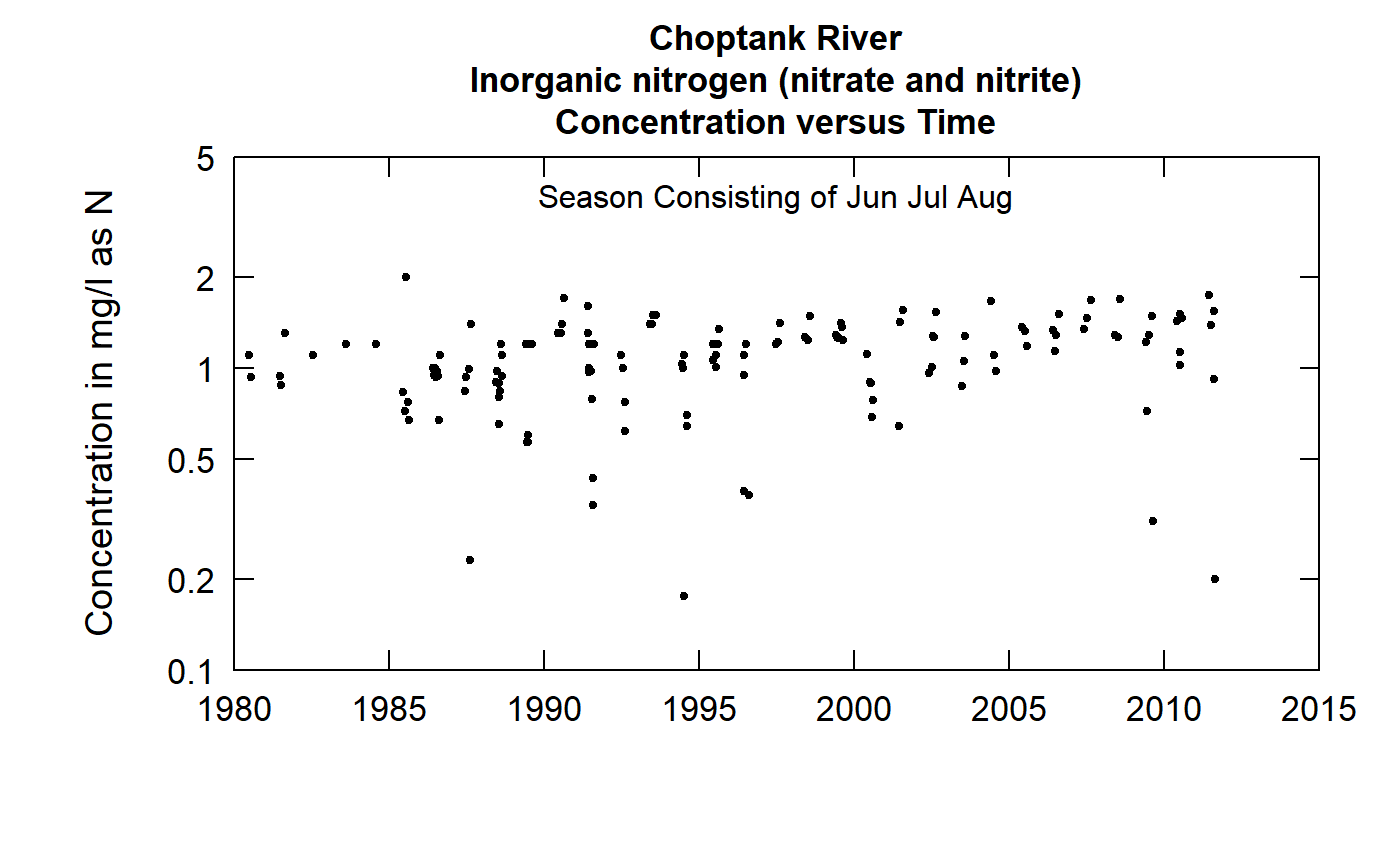 Choptank River
Inorganic nitrogen (nitrate and nitrite)
Concentration versus Time
Season Consisting of Jun Jul Aug
Concentration in mg/l as N
5
2
1
0.5
0.2
0.1
1980 1985 1990 1995 2000 2005 2010 2015